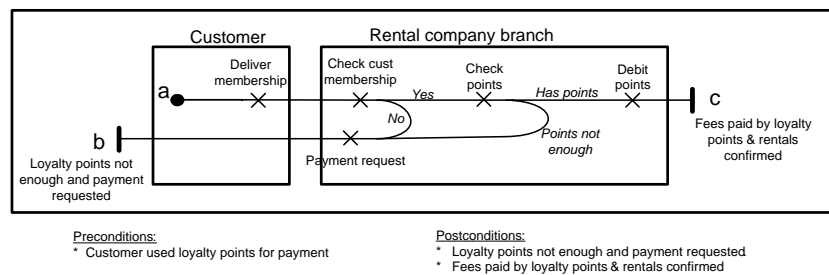 Customer
Rental company branch
Deliver
membership
Check cust
membership
Check
points
Debit
points
a
Yes
Has points
c
No
Points not
enough
b
Payment request
Fees paid by loyalty
points & rentals
confirmed
Loyalty points not
enough and payment
requested
Preconditions:
* Customer used loyalty points for payment
Postconditions:
* Loyalty points not enough and payment requested
* Fees paid by loyalty points & rentals confirmed